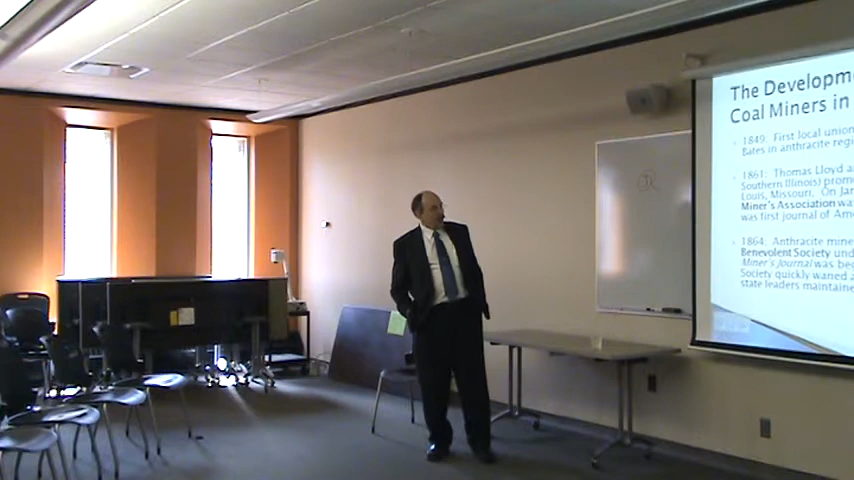 The Developm
Coal Miners in
1849: First local union
Bates in anthracite regi
1861: Thomas Lloyd a
Southern Illinois) prom
Louis, Missouri. On Jan
Miner's Association wa
was first journal of Ame
1864: Anthracite mine
Benevolent Society und
Miner's Journal was beg
Society quickly waned a
state leaders maintaine